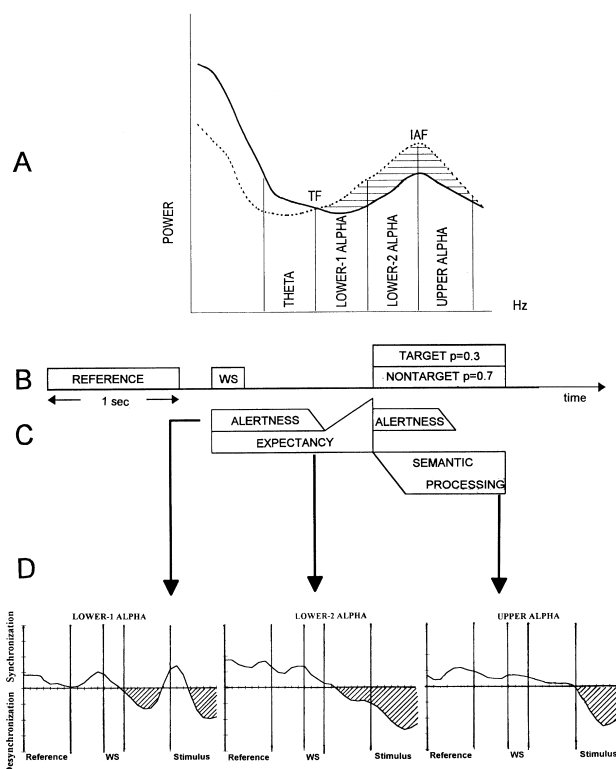 A
POWER
TF
IAF
THETA
LOWER-1 ALPHA
LOWER-2 ALPHA
UPPER ALPHA
Hz
B
REFERENCE
WS
TARGET p=0.3
NONTARGET p=0.7
1 sec
time
C
ALERTNESS
ALERTNESS
EXPECTANCY
SEMANTIC
PROCESSING
D
Desynchronization Synchronization
LOWER-1 ALPHA
LOWER-2 ALPHA
UPPER ALPHA
Reference WS Stimulus
Reference WS Stimulus
Reference WS Stimulus